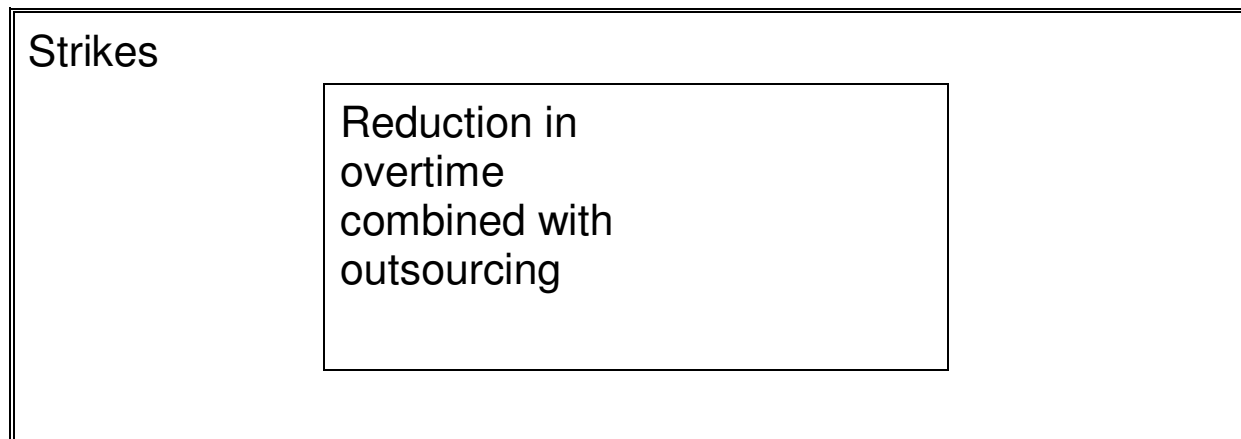 Strikes
Reduction in
overtime
combined with
outsourcing